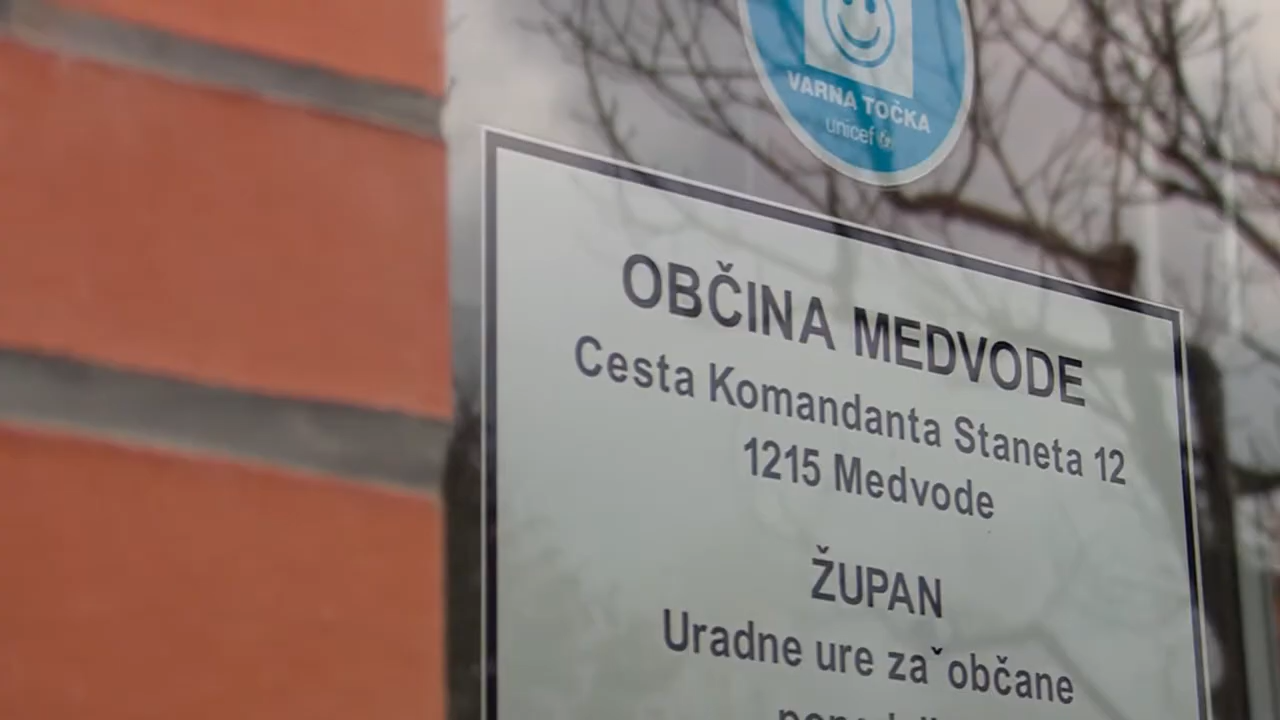 VARNA TOČKA
unicef
OBČINA MEDVODE
Cesta Komandanta Staneta 12
1215 Medvode
ŽUPAN
Uradne ure zaˇobčane